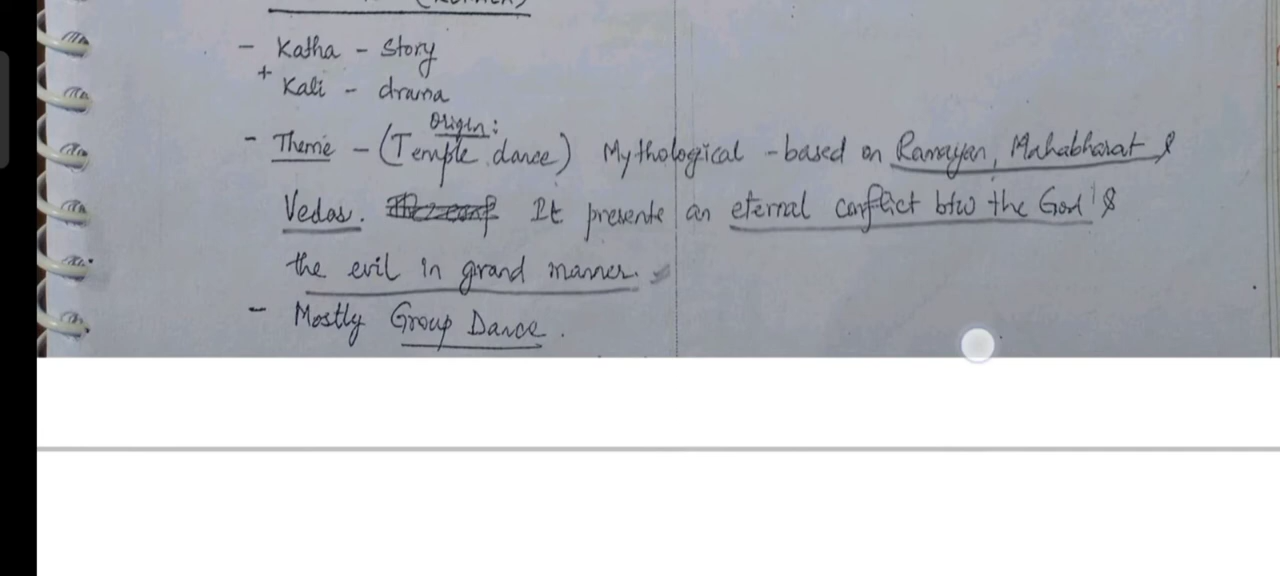 - Katha - Story
+ Kali - drama
Origin:
- Theme - (Temple dance) Mythological - based on Ramayan, Mahabharat &
Vedas. It presents an eternal conflict btw the God &
the evil in grand manner.
- Mostly Group Dance.